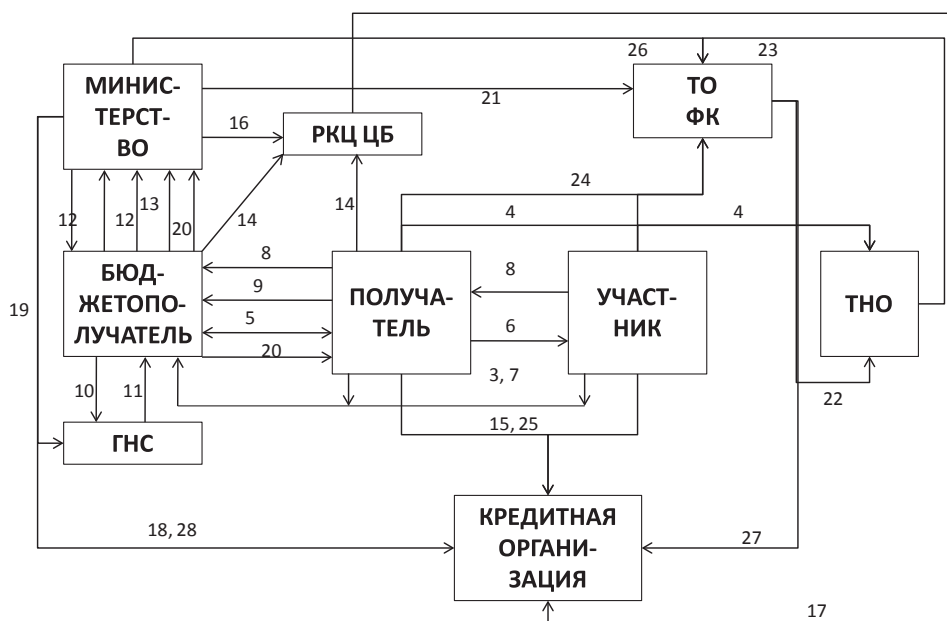 26
23
МИНИС-
ТЕРСТ-
ВО
ТО
ФК
21
16
РКЦ ЦБ
24
12
12
13
20
14
14
4
4
8
8
БЮД-
ЖЕТОПО-
ЛУЧАТЕЛЬ
9
ПОЛУЧА-
ТЕЛЬ
УЧАСТ-
НИК
ТНО
19
5
6
20
3, 7
10
11
22
15, 25
ГНС
КРЕДИТНАЯ
ОРГАНИ-
ЗАЦИЯ
18, 28
27
17